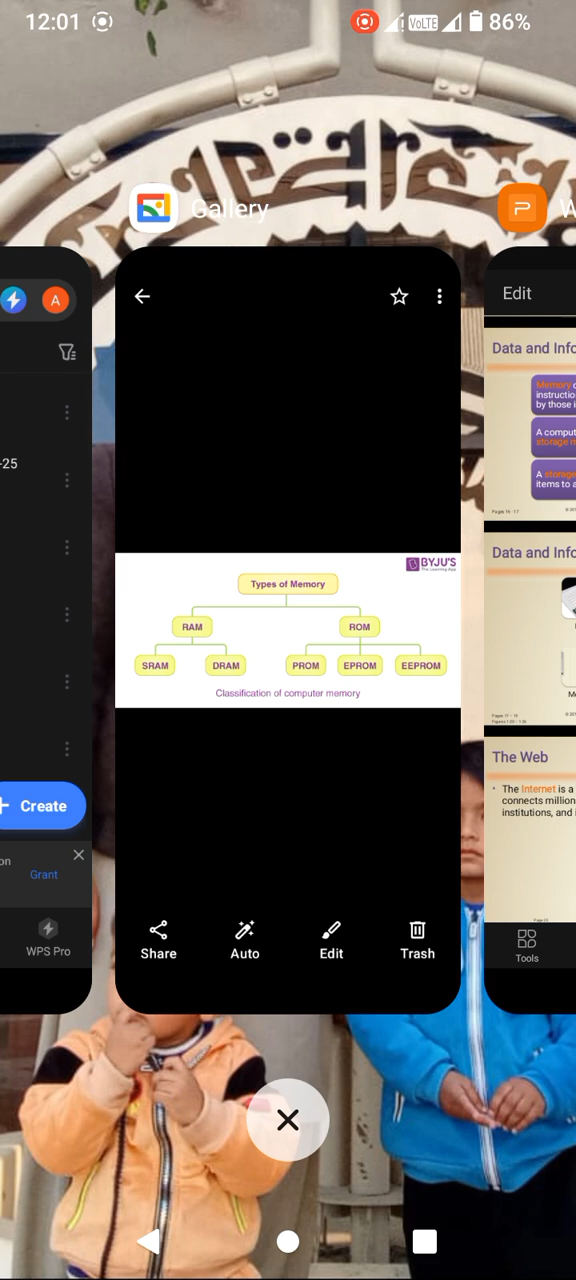 12:01
VoLTE
86%
Gallery
W
A
Edit
-25
Data and Info
Memory
instructio
by those i
A comput
storage m
A storage
items to a
BYJU'S
The Learning App
Types of Memory
RAM
ROM
SRAM
DRAM
PROM
EPROM
EEPROM
Classification of computer memory
Data and Info
The Web
• The Internet is a
connects million
institutions, and i
Create
on
Grant
WPS Pro
Share
Auto
Edit
Trash
Tools